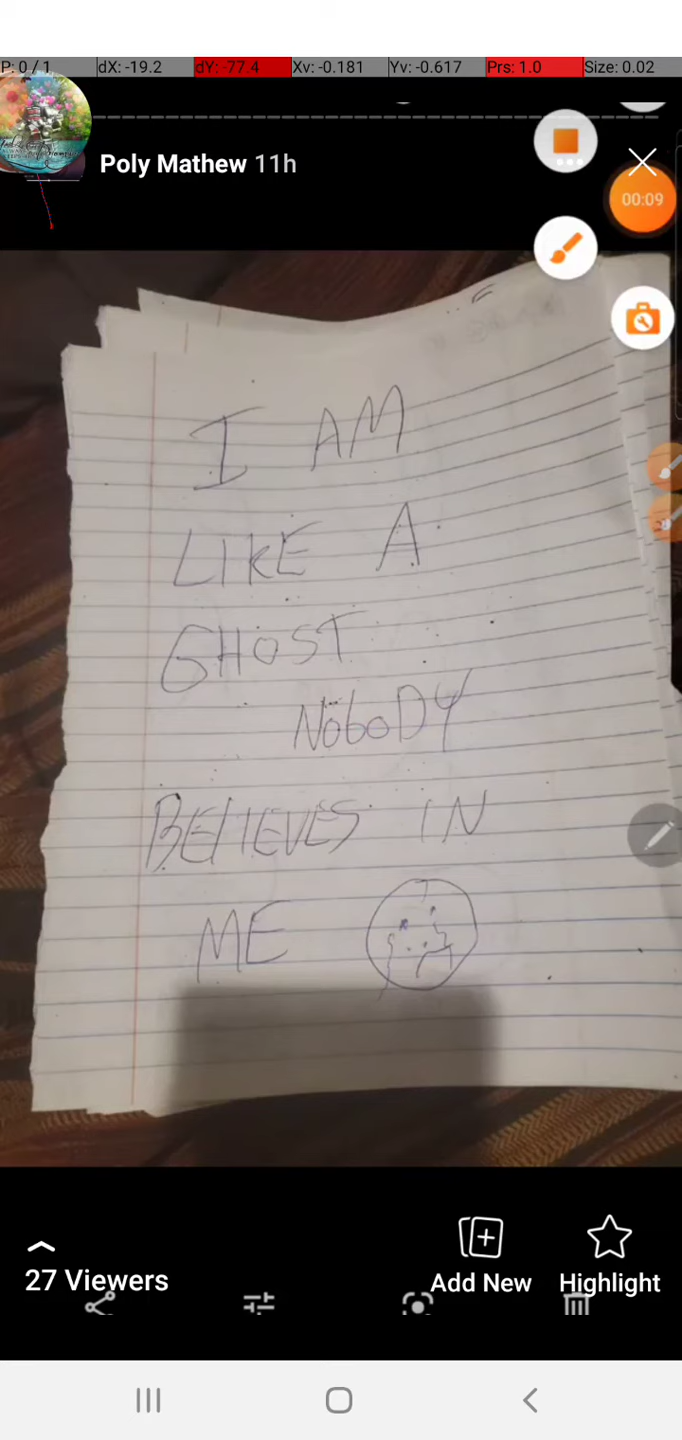 P: 0 / 1 dX: -19.2 dY: -77.4 Xv: -0.181 Yv: -0.617 Prs: 1.0 Size: 0.02
Poly Mathew 11h
00:09
I AM
LIKE A
GHOST
NOBODY
BELIEVES IN
ME
27 Viewers
Add New Highlight